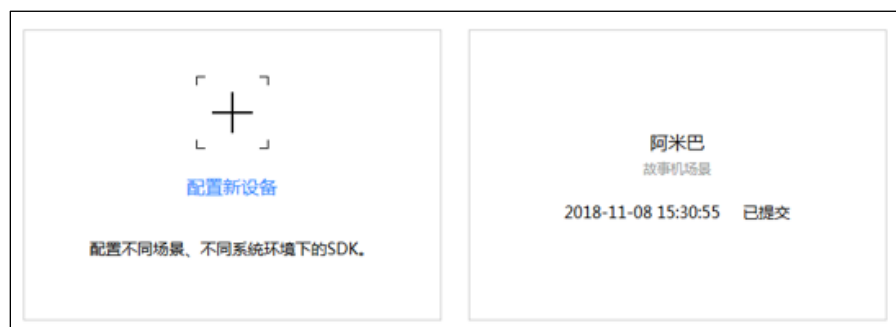 配置新设备
配置不同场景、不同系统环境下的SDK。
阿米巴
故事机场景
2018-11-08 15:30:55 已提交